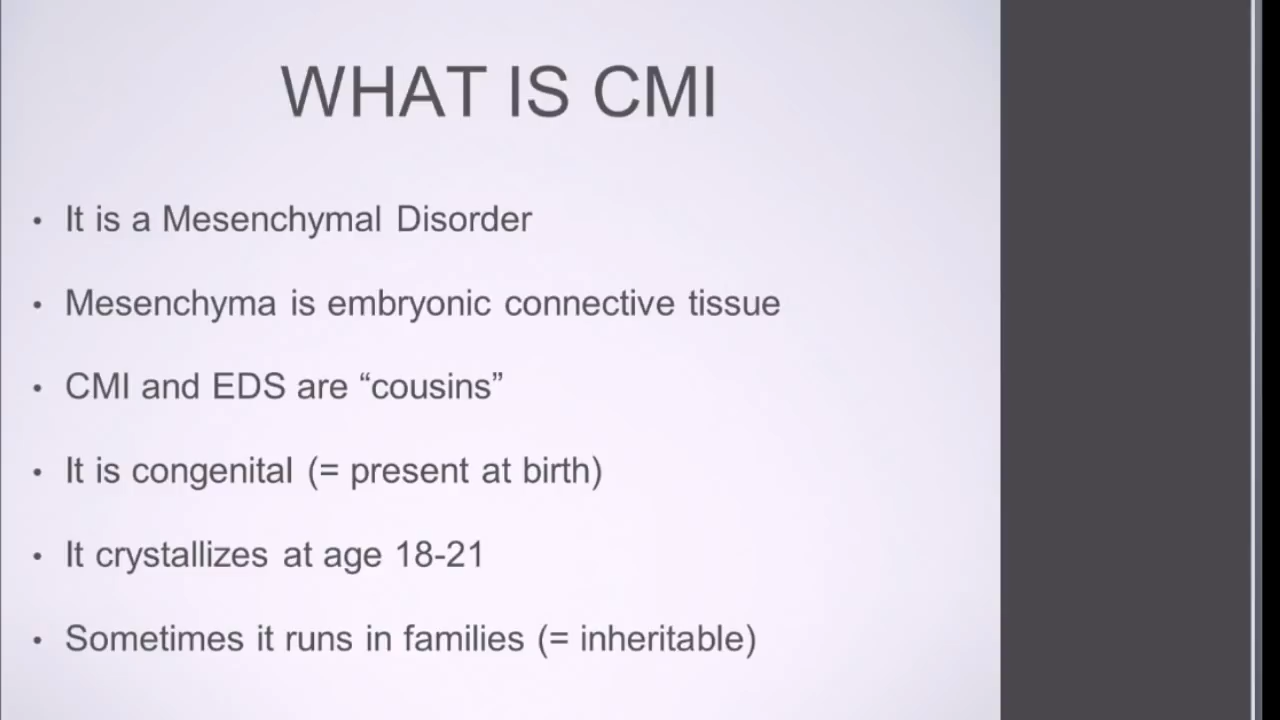 WHAT IS CMI
• It is a Mesenchymal Disorder
• Mesenchyma is embryonic connective tissue
• CMI and EDS are “cousins”
• It is congenital (= present at birth)
• It crystallizes at age 18-21
• Sometimes it runs in families (= inheritable)